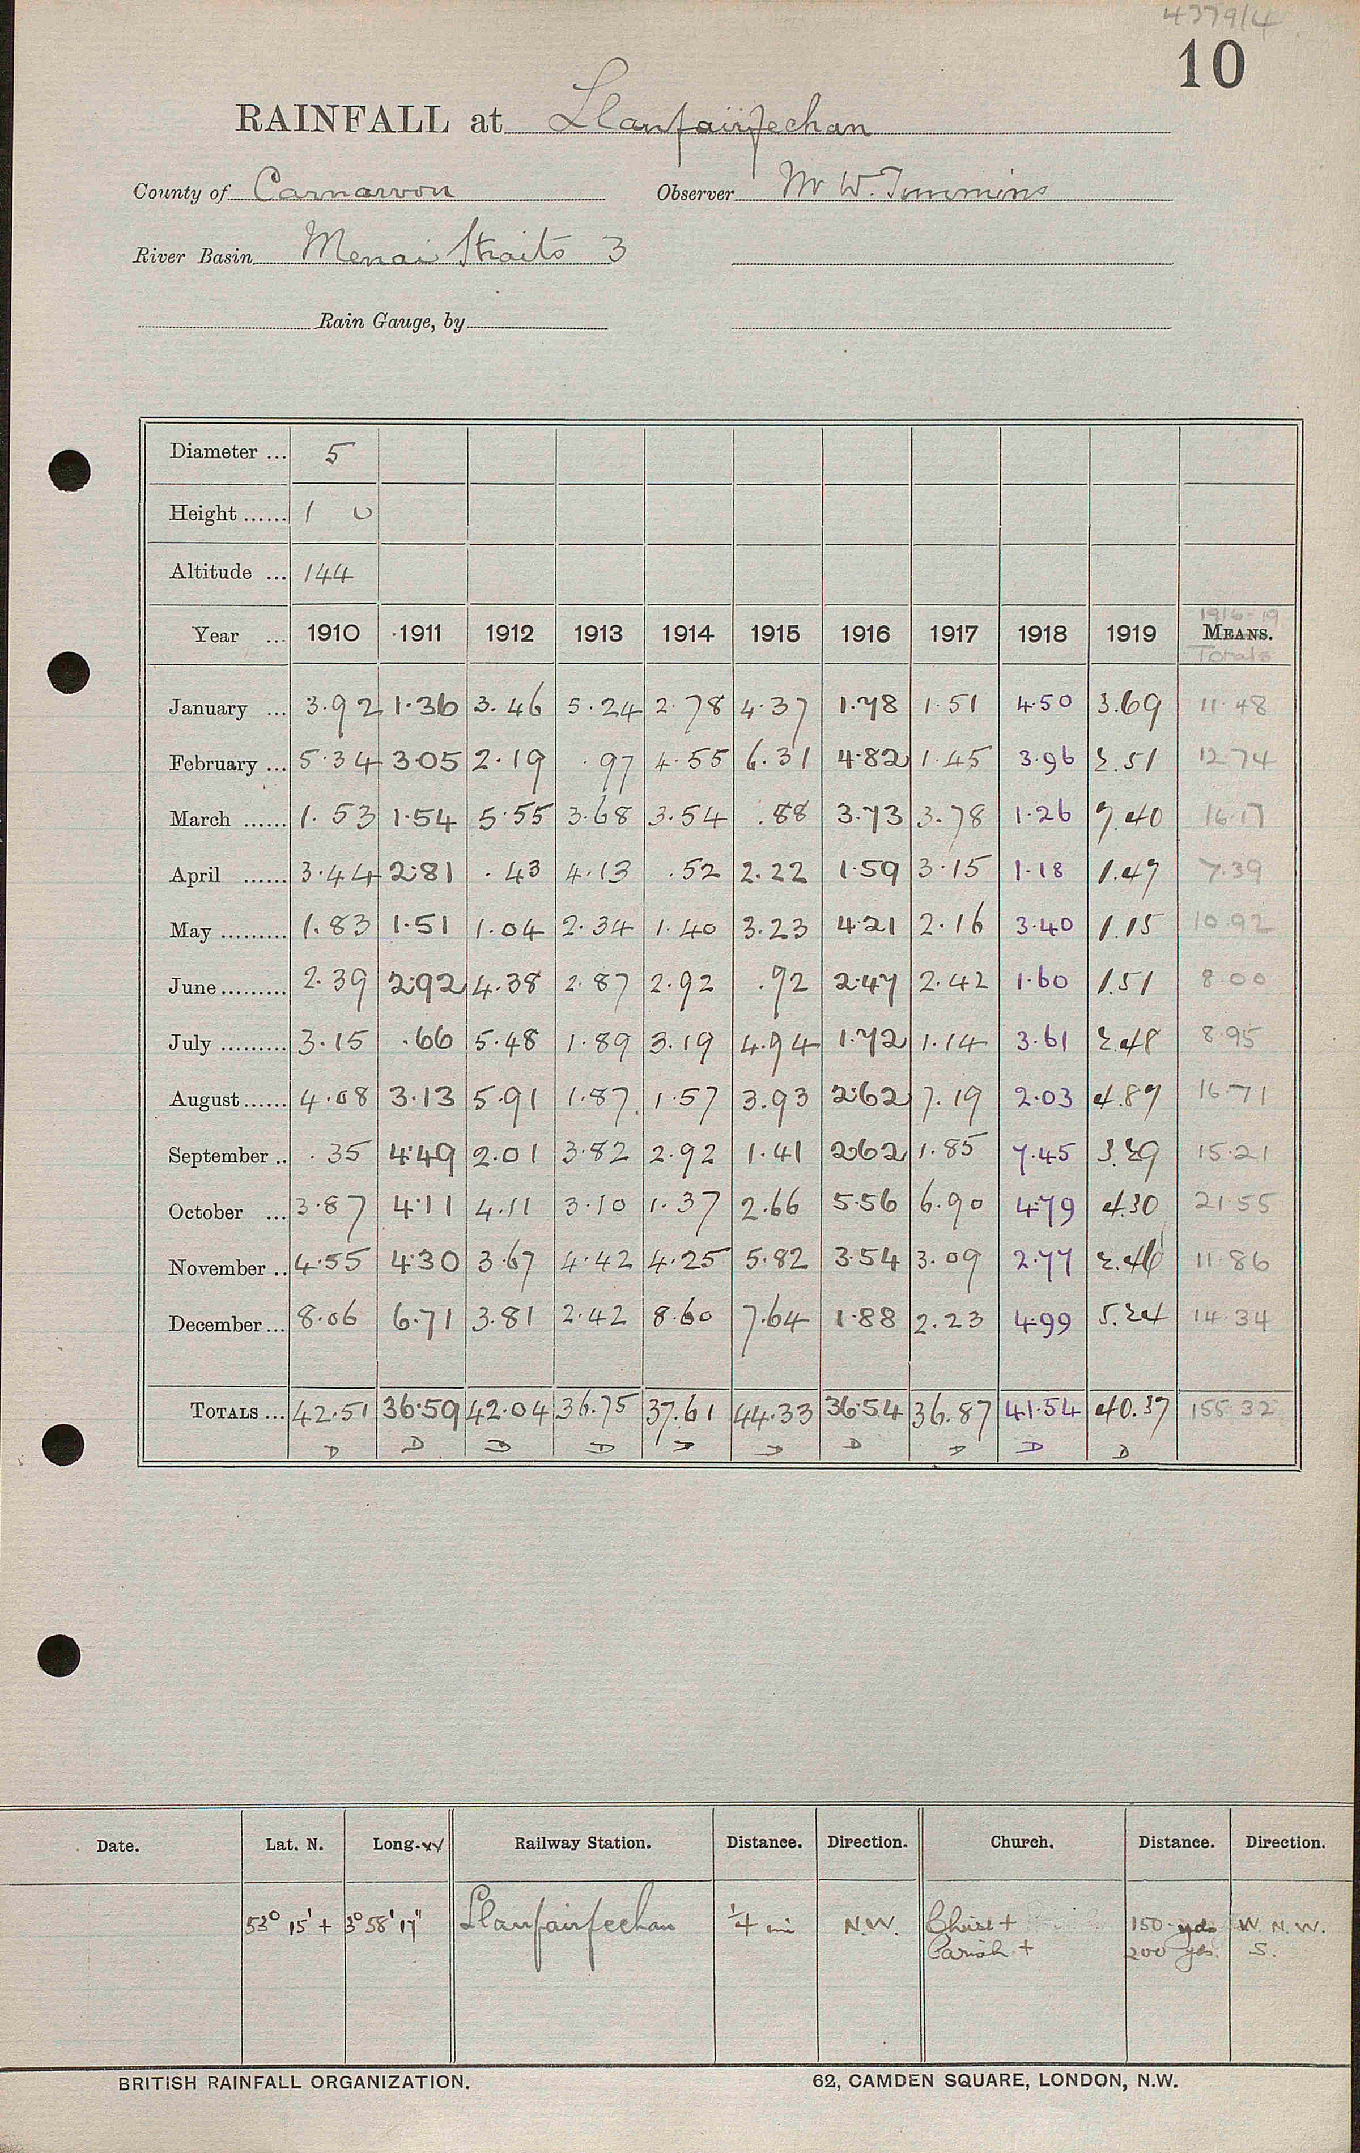 4379/4
10
RAINFALL at Llanfairfechan
County of Carnarvon Observer Mr W. Timmins
River Basin Menai Straits 3
Rain Gauge, by
Diameter ... 5
Height ...... 1 0
Altitude ... 144
Year ... 1910 1911 1912 1913 1914 1915 1916 1917 1918 1919 1916-19 MEANS. Totals
January ... 3.92 1.36 3.46 5.24 2.78 4.37 1.78 1.51 4.50 3.69 11.48
February ... 5.34 3.05 2.19 .97 4.55 6.31 4.82 1.45 3.96 2.51 12.74
March ...... 1.53 1.54 5.55 3.68 3.54 .88 3.73 3.78 1.26 7.40 16.17
April ...... 3.44 2.81 .43 4.13 .52 2.22 1.59 3.15 1.18 1.47 7.39
May ......... 1.83 1.51 1.04 2.34 1.40 3.23 4.21 2.16 3.40 1.15 10.92
June ......... 2.39 2.92 4.38 2.87 2.92 .92 2.47 2.42 1.60 1.51 8.00
July ......... 3.15 .66 5.48 1.89 3.19 4.94 1.72 1.14 3.61 2.48 8.95
August ...... 4.08 3.13 5.91 1.87 1.57 3.93 2.62 7.19 2.03 4.87 16.71
September .. .35 4.49 2.01 3.82 2.92 1.41 2.62 1.85 7.45 3.29 15.21
October ... 3.87 4.11 4.11 3.10 1.37 2.66 5.56 6.90 4.79 4.30 21.55
November .. 4.55 4.30 3.67 4.42 4.25 5.82 3.54 3.09 2.77 2.46 11.86
December ... 8.06 6.71 3.81 2.42 8.60 7.64 1.88 2.23 4.99 5.24 14.34
TOTALS ... 42.51 36.59 42.04 36.75 37.61 44.33 36.54 36.87 41.54 40.37 155.32
D D D D D D D D D D
Date. Lat. N. Long. W Railway Station. Distance. Direction. Church. Distance. Direction.
53° 15' + 3° 58' 17" Llanfairfechan 1/4 mi N.W. Christ + 150 yds W.N.W.
Parish + 200 yds. S.
BRITISH RAINFALL ORGANIZATION. 62, CAMDEN SQUARE, LONDON, N.W.